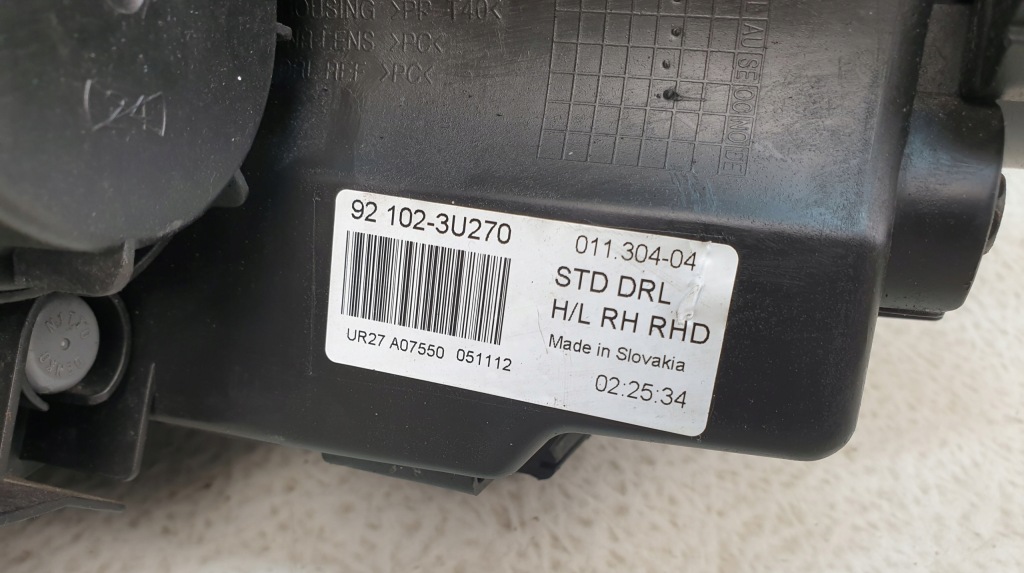 HOUSING >PP T40<
LENS >PC<
>PC<
92 102-3U270
UR27 A07550 051112
011.304-04
STD DRL
H/L RH RHD
Made in Slovakia
02:25:34